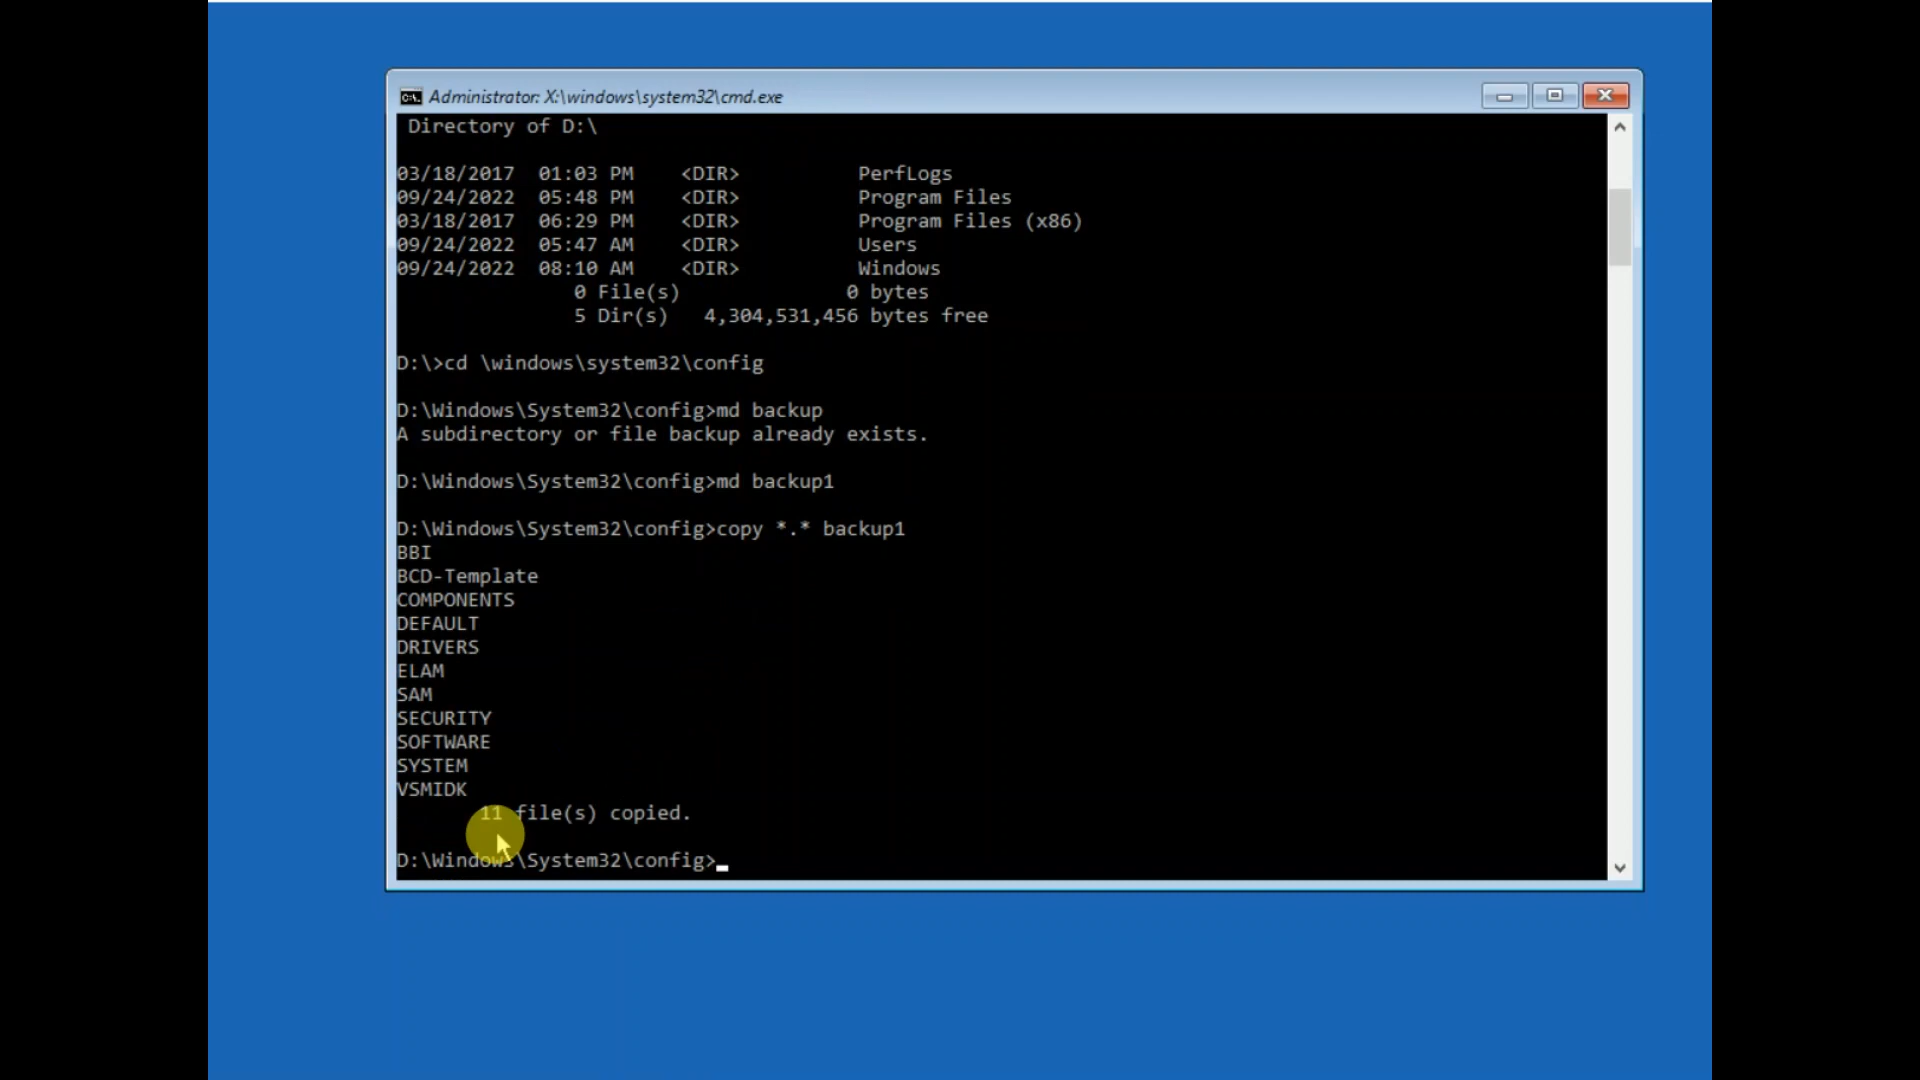 Administrator: X:\windows\system32\cmd.exe
Directory of D:\
03/18/2017 01:03 PM <DIR> PerfLogs
09/24/2022 05:48 PM <DIR> Program Files
03/18/2017 06:29 PM <DIR> Program Files (x86)
09/24/2022 05:47 AM <DIR> Users
09/24/2022 08:10 AM <DIR> Windows
0 File(s) 0 bytes
5 Dir(s) 4,304,531,456 bytes free
D:\>cd \windows\system32\config
D:\Windows\System32\config>md backup
A subdirectory or file backup already exists.
D:\Windows\System32\config>md backup1
D:\Windows\System32\config>copy *.* backup1
BBI
BCD-Template
COMPONENTS
DEFAULT
DRIVERS
ELAM
SAM
SECURITY
SOFTWARE
SYSTEM
VSMIDK
11 file(s) copied.
D:\Windows\System32\config>